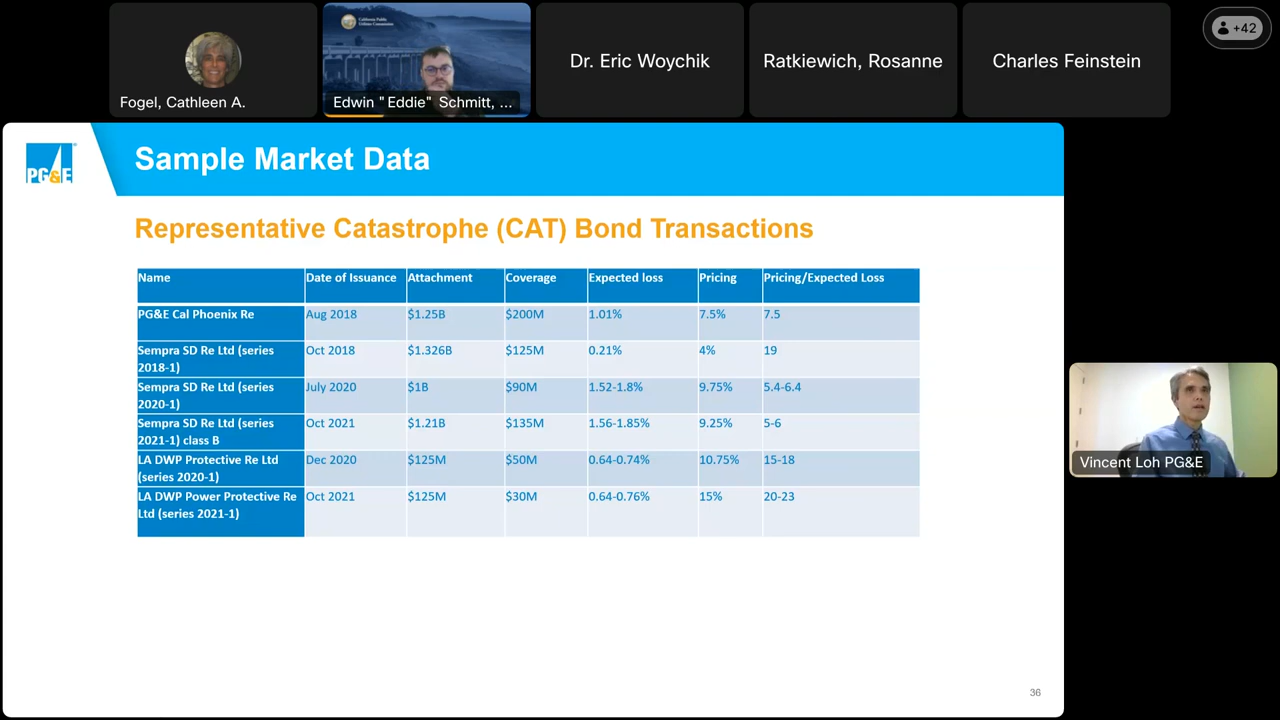 California Public
Utilities Commission
+42
Fogel, Cathleen A.
Edwin "Eddie" Schmitt, ...
Dr. Eric Woychik
Ratkiewich, Rosanne
Charles Feinstein
PG&E
Sample Market Data
Representative Catastrophe (CAT) Bond Transactions
Name Date of Issuance Attachment Coverage Expected loss Pricing Pricing/Expected Loss
PG&E Cal Phoenix Re Aug 2018 $1.25B $200M 1.01% 7.5% 7.5
Sempra SD Re Ltd (series Oct 2018 $1.326B $125M 0.21% 4% 19
2018-1)
Sempra SD Re Ltd (series July 2020 $1B $90M 1.52-1.8% 9.75% 5.4-6.4
2020-1)
Sempra SD Re Ltd (series Oct 2021 $1.21B $135M 1.56-1.85% 9.25% 5-6
2021-1) class B
LA DWP Protective Re Ltd Dec 2020 $125M $50M 0.64-0.74% 10.75% 15-18
(series 2020-1)
LA DWP Power Protective Re Oct 2021 $125M $30M 0.64-0.76% 15% 20-23
Ltd (series 2021-1)
Vincent Loh PG&E
36